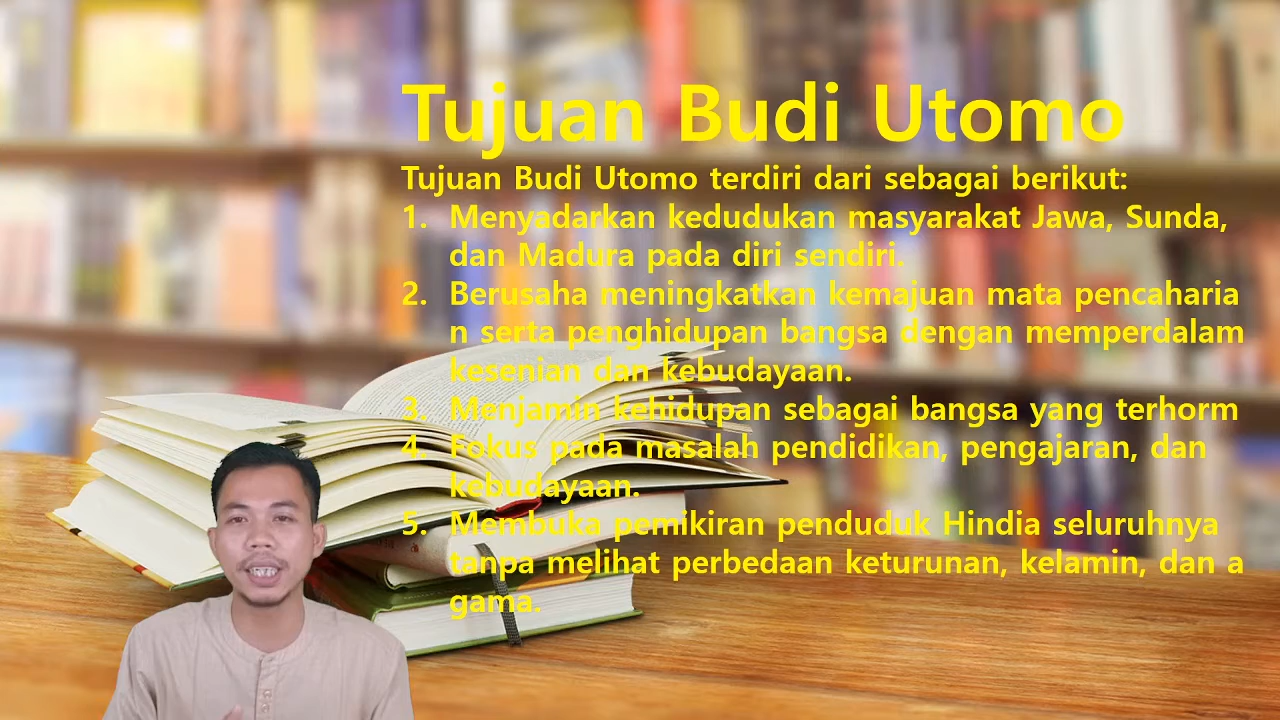 Tujuan Budi Utomo
Tujuan Budi Utomo terdiri dari sebagai berikut:
1. Menyadarkan kedudukan masyarakat Jawa, Sunda,
dan Madura pada diri sendiri.
2. Berusaha meningkatkan kemajuan mata pencaharia
n serta penghidupan bangsa dengan memperdalam
kesenian dan kebudayaan.
3. Menjamin kehidupan sebagai bangsa yang terhorm
4. Fokus pada masalah pendidikan, pengajaran, dan
kebudayaan.
5. Membuka pemikiran penduduk Hindia seluruhnya
tanpa melihat perbedaan keturunan, kelamin, dan a
gama.